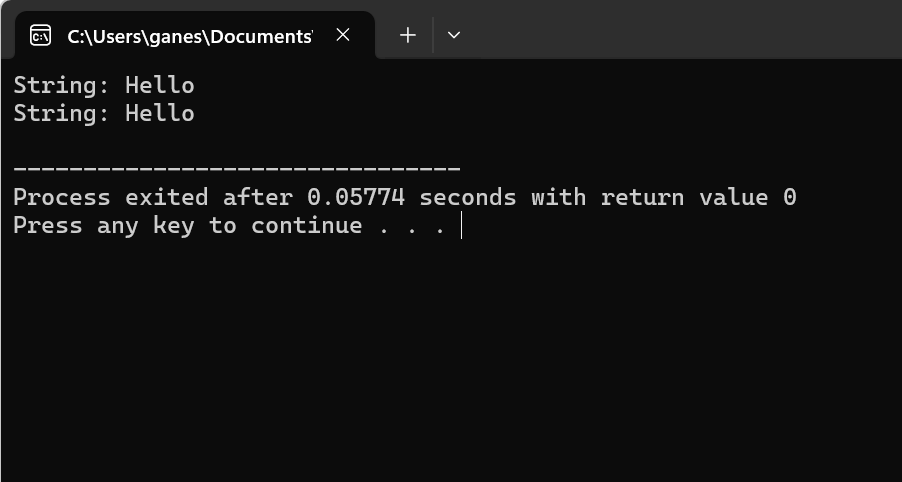 C:\Users\ganes\Documents'
String: Hello
String: Hello
--------------------------------
Process exited after 0.05774 seconds with return value 0
Press any key to continue . . .